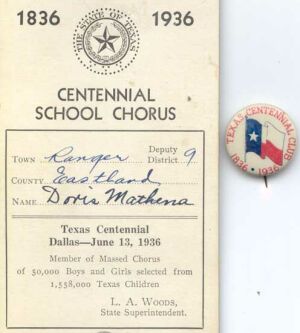 1836 1936
THE STATE OF TEXAS
CENTENNIAL
SCHOOL CHORUS
Deputy
TOWN Ranger District 9
COUNTY Eastland
NAME Doris Mathena
Texas Centennial
Dallas—June 13, 1936
Member of Massed Chorus
of 50,000 Boys and Girls selected from
1,558,000 Texas Children
L. A. WOODS,
State Superintendent.
TEXAS CENTENNIAL CLUB
1836 • 1936